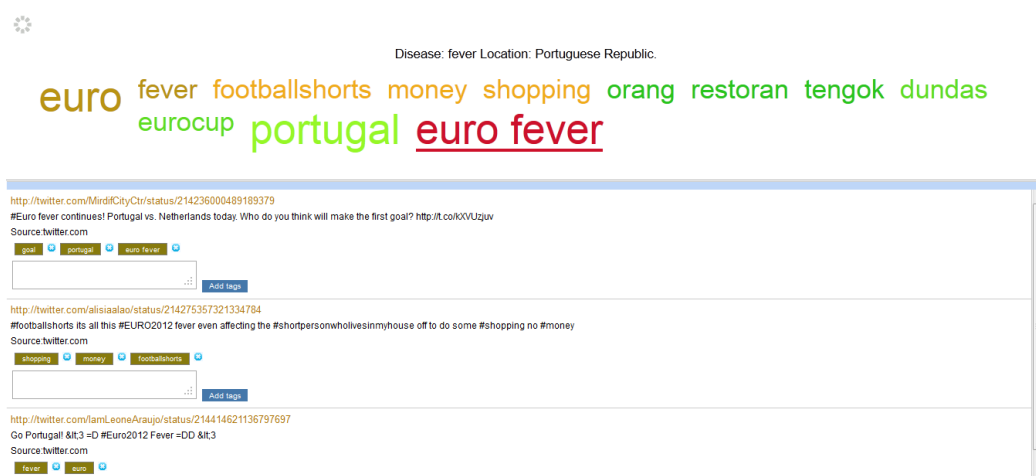 Disease: fever Location: Portuguese Republic.
euro fever footballshorts money shopping orang restoran tengok dundas
eurocup portugal euro fever
http://twitter.com/MirdifCityCtr/status/214236000489189379
#Euro fever continues! Portugal vs. Netherlands today. Who do you think will make the first goal? http://t.co/kXVUzjuv
Source:twitter.com
goal portugal euro fever
Add tags
http://twitter.com/alisiaalao/status/214275357321334784
#footballshorts its all this #EURO2012 fever even affecting the #shortpersonwholivesinmyhouse off to do some #shopping no #money
Source:twitter.com
shopping money footballshorts
Add tags
http://twitter.com/IamLeoneAraujo/status/214414621136797697
Go Portugal! &lt;3 =D #Euro2012 Fever =DD &lt;3
Source:twitter.com
fever euro